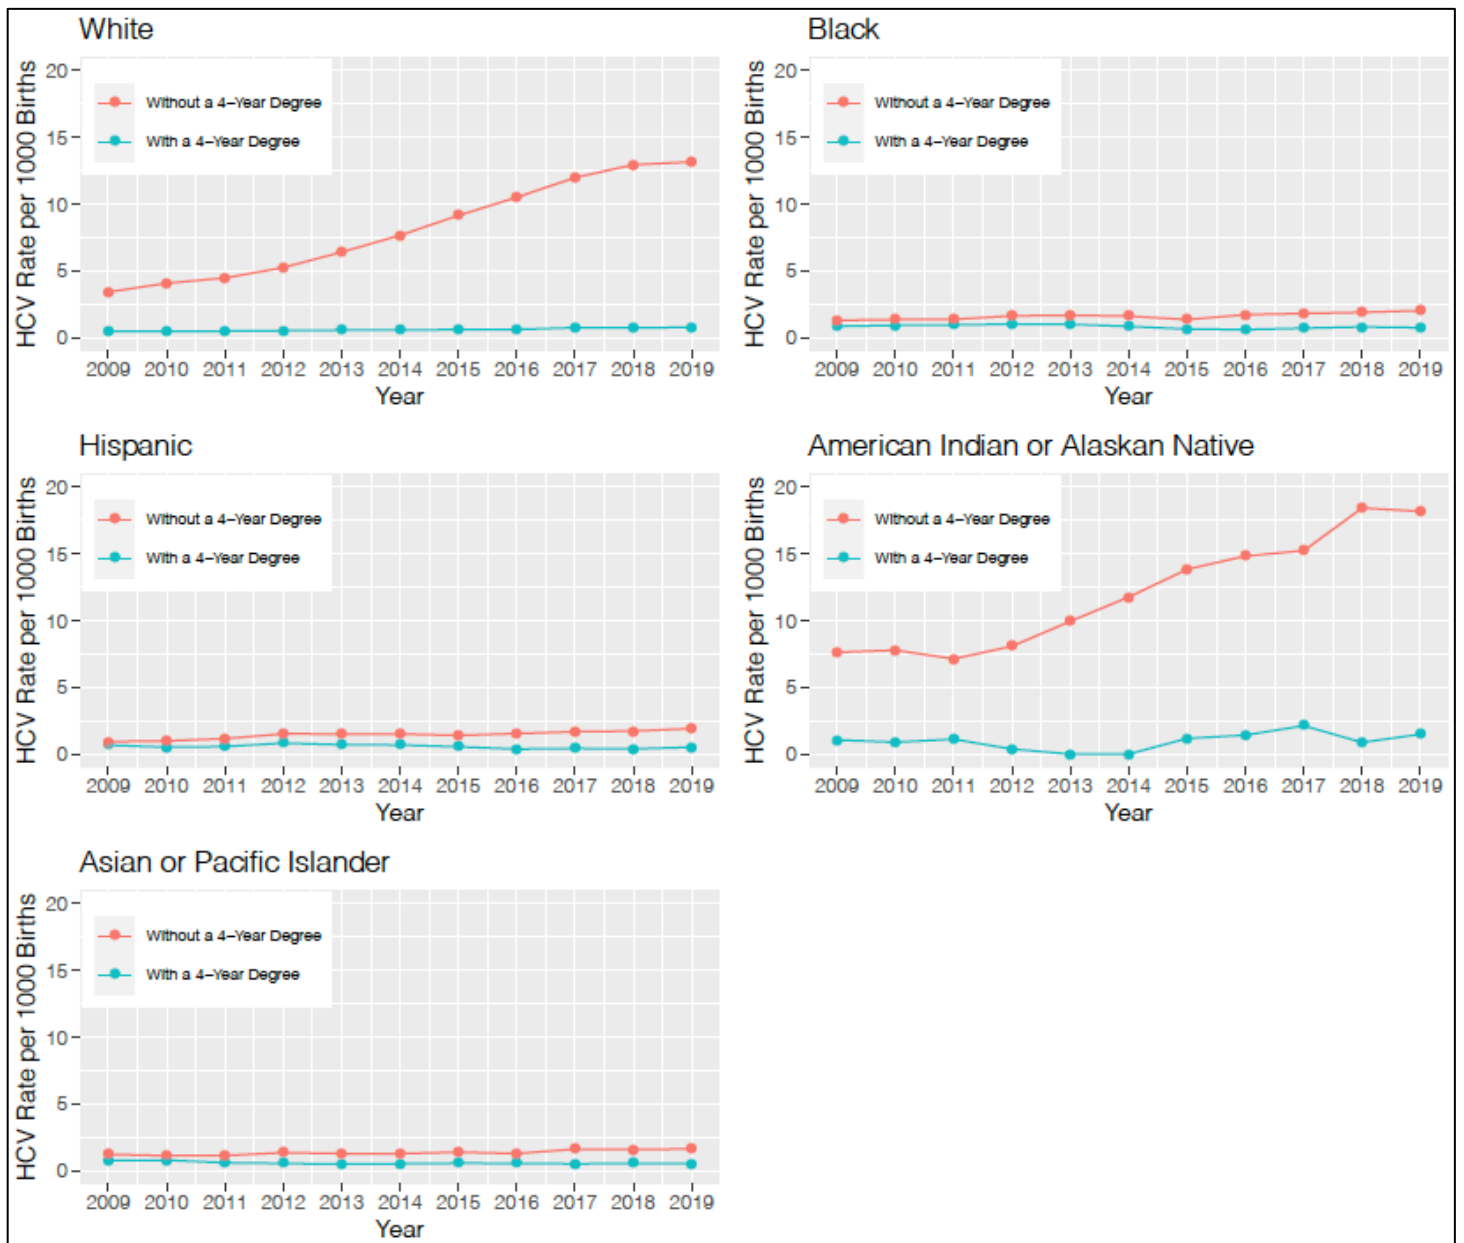 White
HCV Rate per 1000 Births
20
15
10
5
0
Without a 4-Year Degree
With a 4-Year Degree
2009 2010 2011 2012 2013 2014 2015 2016 2017 2018 2019
Year
Black
HCV Rate per 1000 Births
20
15
10
5
0
Without a 4-Year Degree
With a 4-Year Degree
2009 2010 2011 2012 2013 2014 2015 2016 2017 2018 2019
Year
Hispanic
HCV Rate per 1000 Births
20
15
10
5
0
Without a 4-Year Degree
With a 4-Year Degree
2009 2010 2011 2012 2013 2014 2015 2016 2017 2018 2019
Year
American Indian or Alaskan Native
HCV Rate per 1000 Births
20
15
10
5
0
Without a 4-Year Degree
With a 4-Year Degree
2009 2010 2011 2012 2013 2014 2015 2016 2017 2018 2019
Year
Asian or Pacific Islander
HCV Rate per 1000 Births
20
15
10
5
0
Without a 4-Year Degree
With a 4-Year Degree
2009 2010 2011 2012 2013 2014 2015 2016 2017 2018 2019
Year